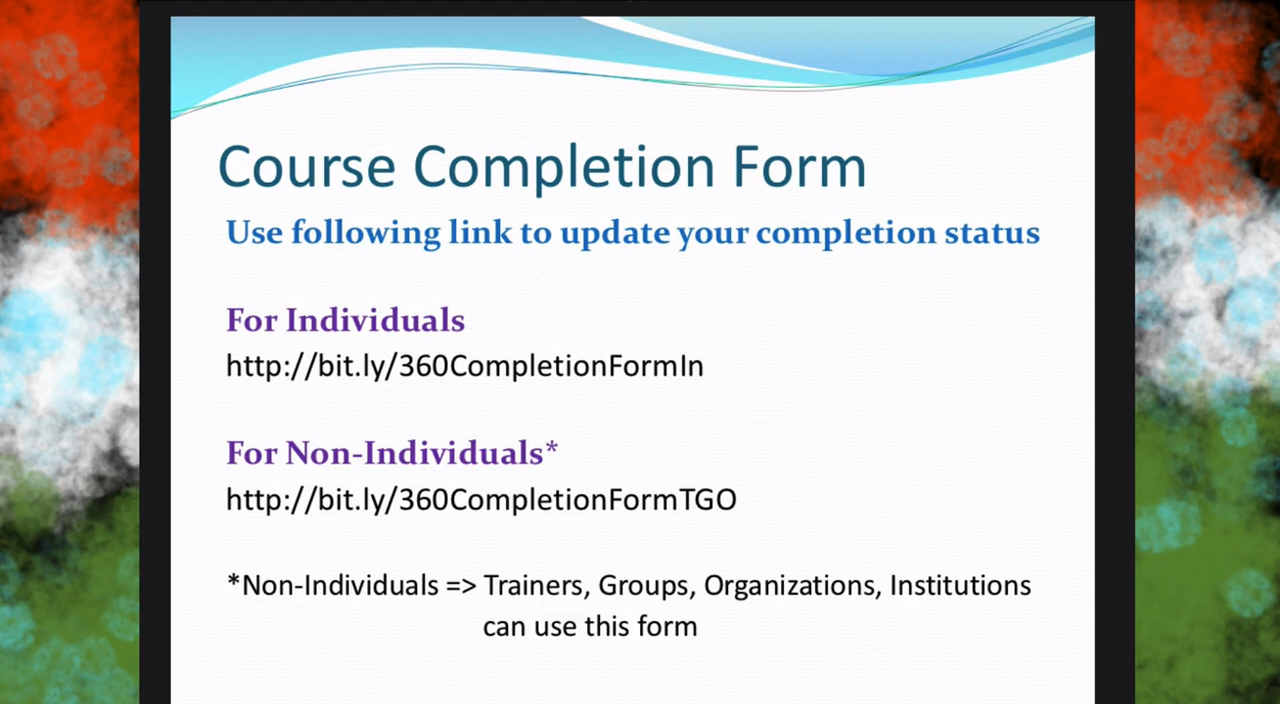 Course Completion Form
Use following link to update your completion status
For Individuals
http://bit.ly/360CompletionFormIn
For Non-Individuals*
http://bit.ly/360CompletionFormTGO
*Non-Individuals => Trainers, Groups, Organizations, Institutions
can use this form